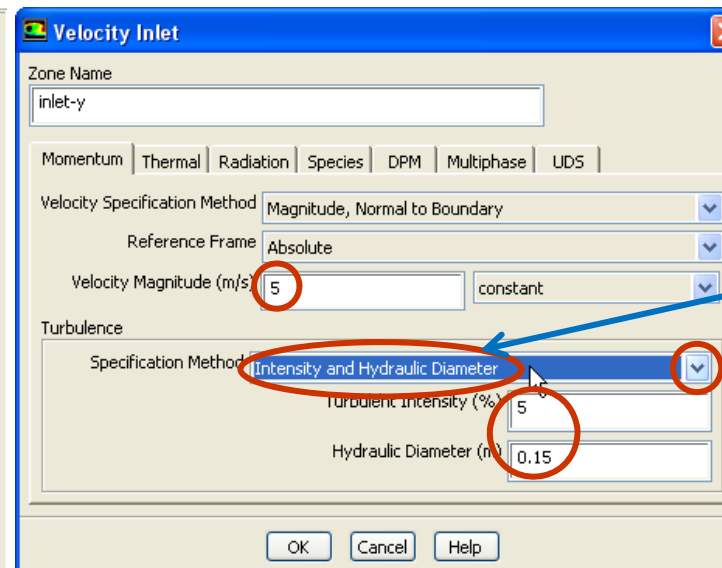 Velocity Inlet
Zone Name
inlet-y
Momentum Thermal Radiation Species DPM Multiphase UDS
Velocity Specification Method Magnitude, Normal to Boundary
Reference Frame Absolute
Velocity Magnitude (m/s) 5 constant
Turbulence
Specification Method Intensity and Hydraulic Diameter
Turbulent Intensity (%) 5
Hydraulic Diameter (m) 0.15
OK Cancel Help